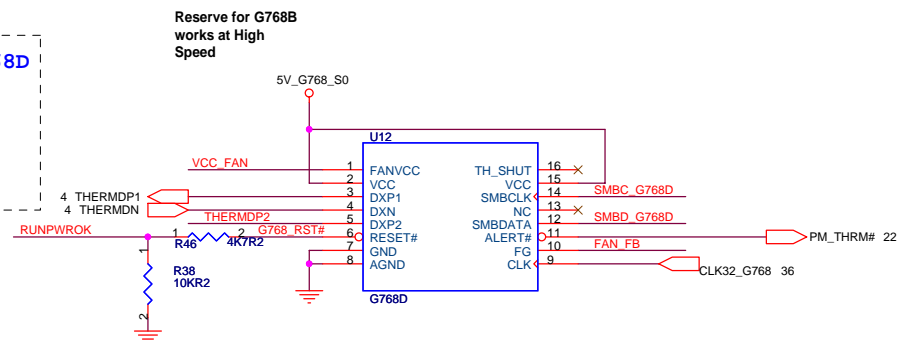 Reserve for G768B
works at High
Speed
8D
5V_G768_S0
U12
VCC_FAN
1 FANVCC TH_SHUT 16
2 VCC VCC 15
4 THERMDP1 3 DXP1 SMBCLK 14 SMBC_G768D
4 THERMDN 4 DXN NC 13
THERMDP2 5 DXP2 SMBDATA 12 SMBD_G768D
RUNPWROK 1 R46 2 4K7R2 G768_RST# 6 RESET# ALERT# 11 PM_THRM# 22
7 GND FG 10 FAN_FB
8 AGND CLK 9 CLK32_G768 36
G768D
1
R38
10KR2
2